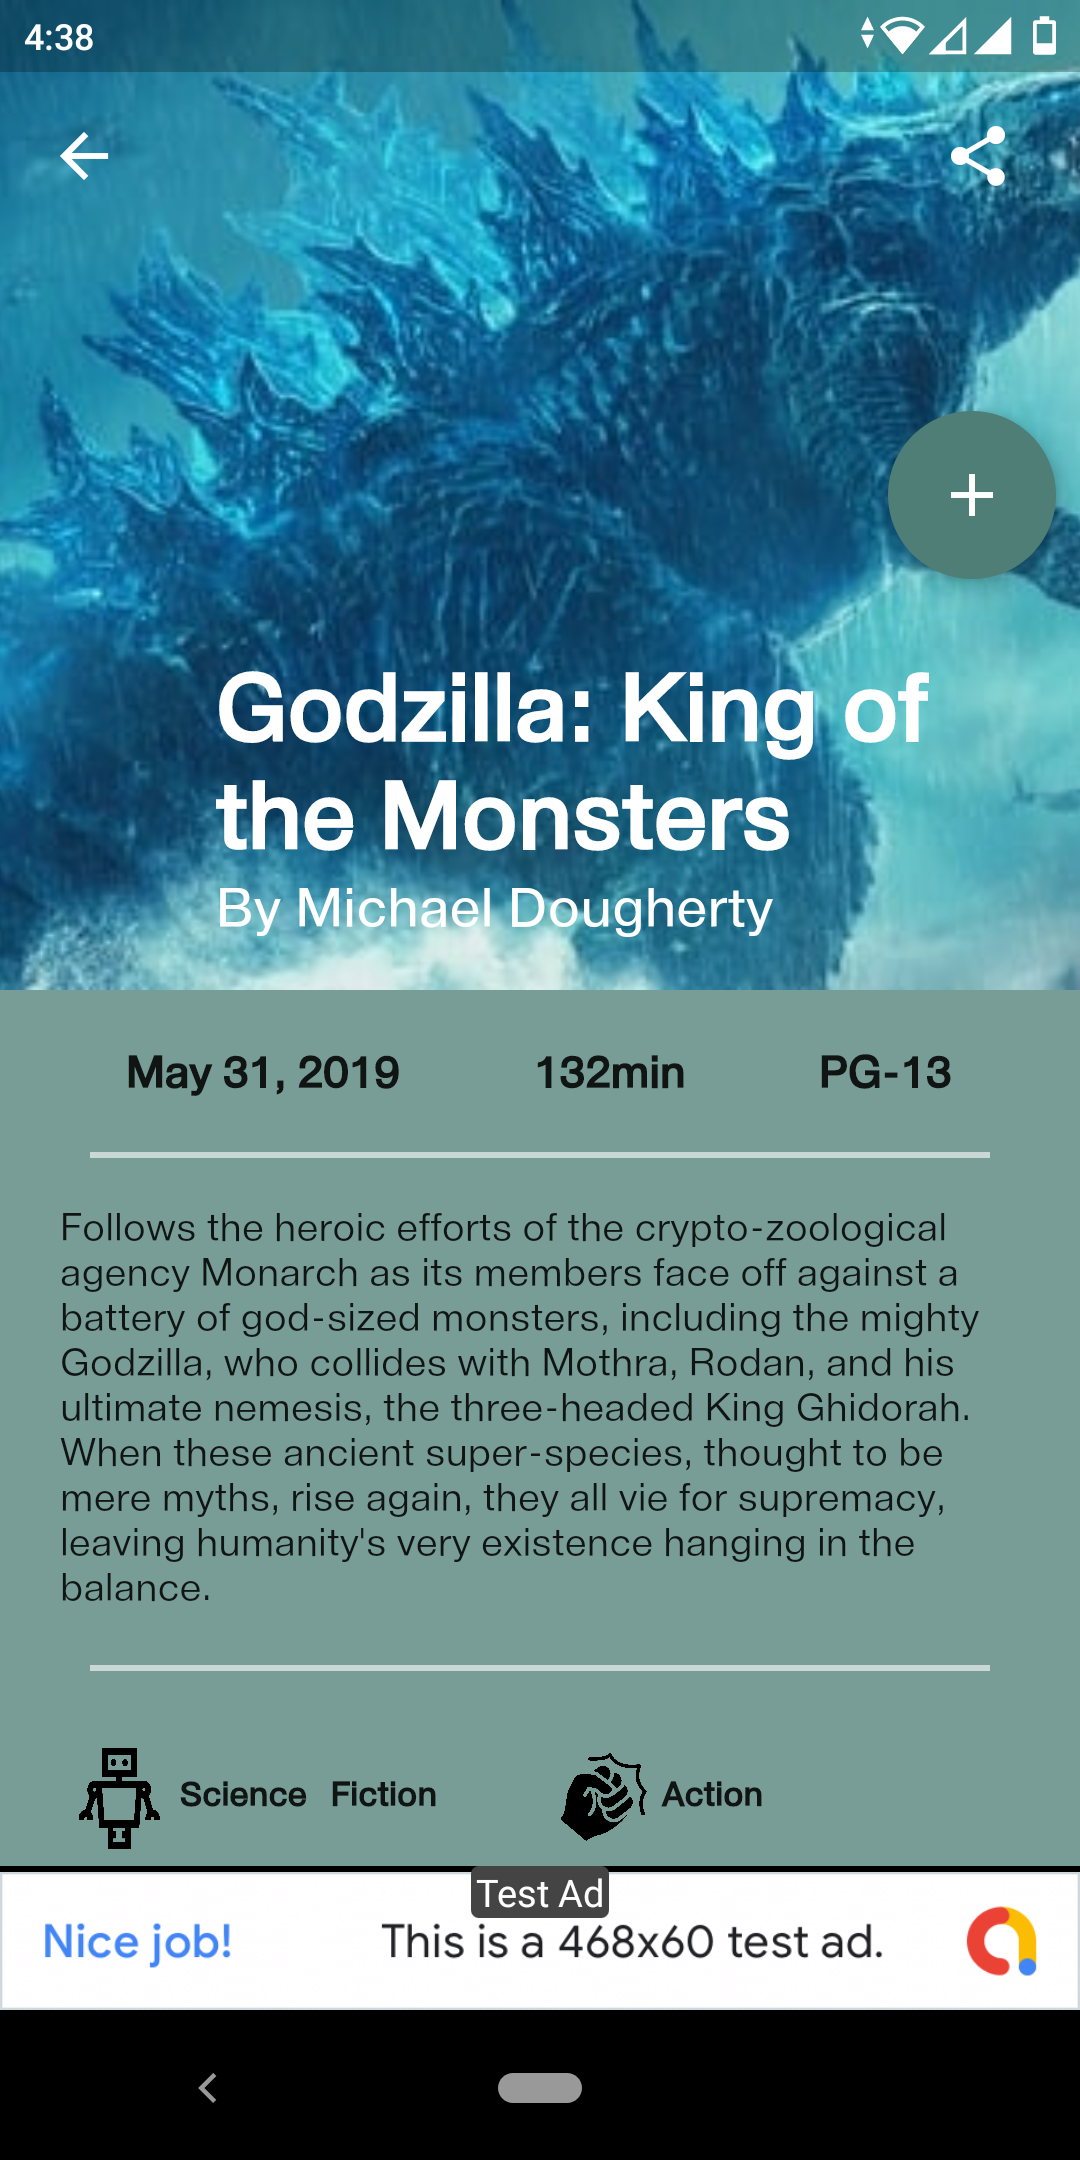 4:38
Godzilla: King of
the Monsters
By Michael Dougherty
May 31, 2019 132min PG-13
Follows the heroic efforts of the crypto-zoological
agency Monarch as its members face off against a
battery of god-sized monsters, including the mighty
Godzilla, who collides with Mothra, Rodan, and his
ultimate nemesis, the three-headed King Ghidorah.
When these ancient super-species, thought to be
mere myths, rise again, they all vie for supremacy,
leaving humanity's very existence hanging in the
balance.
Science Fiction Action
Test Ad
Nice job! This is a 468x60 test ad.